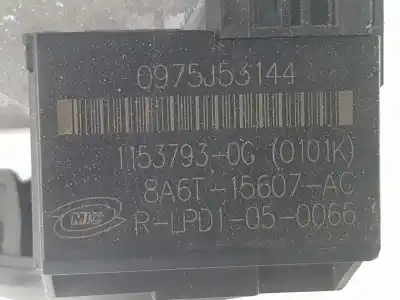 0975J53144
1153793-0G (0101K)
8A6T-15607-AC
MIC R-LPD1-05-0066